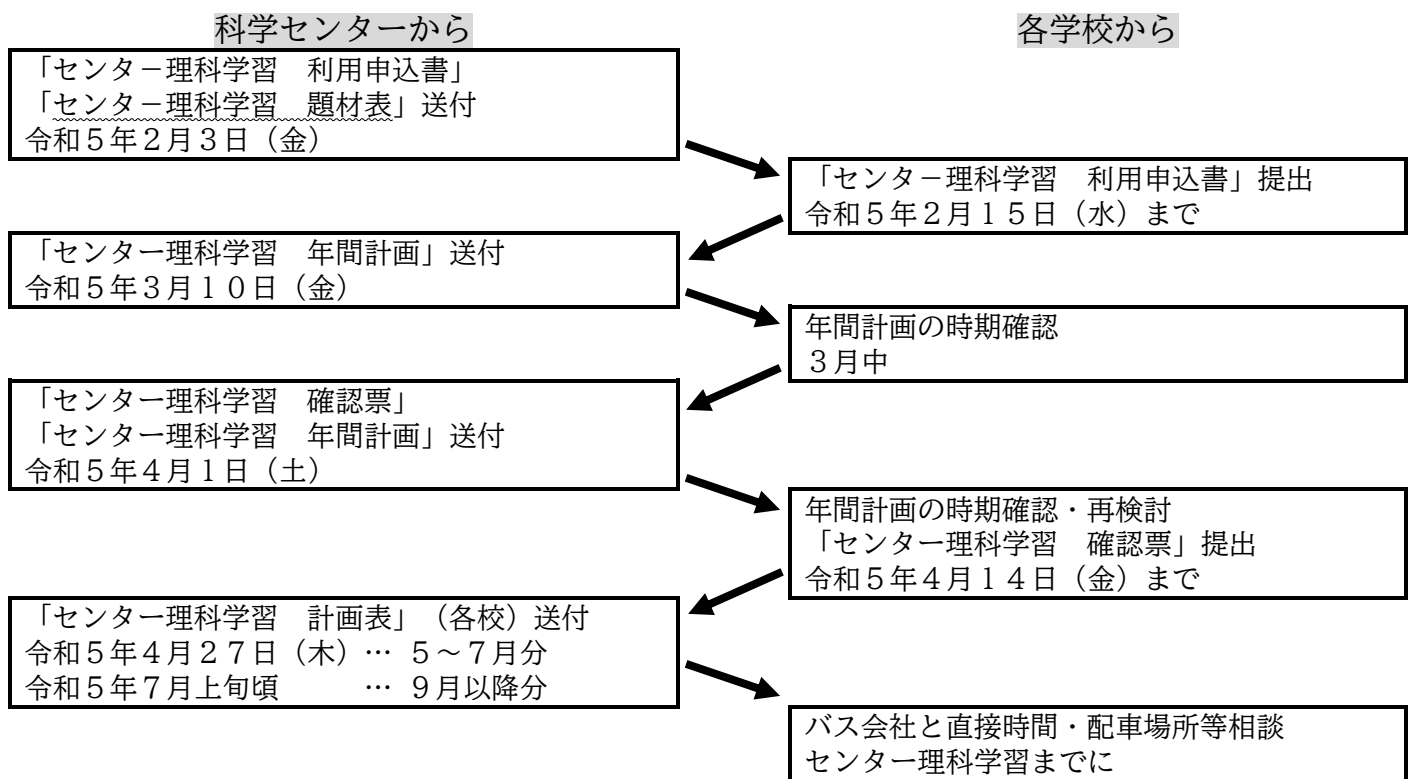 科学センターから
各学校から
「センタ－理科学習　利用申込書」
「センタ－理科学習　題材表」送付
令和５年２月３日（金）
「センタ－理科学習　利用申込書」提出
令和５年２月１５日（水）まで
「センター理科学習　年間計画」送付
令和５年３月１０日（金）
年間計画の時期確認
３月中
「センター理科学習　確認票」
「センター理科学習　年間計画」送付
令和５年４月１日（土）
年間計画の時期確認・再検討
「センター理科学習　確認票」提出
令和５年４月１４日（金）まで
「センター理科学習　計画表」（各校）送付
令和５年４月２７日（木）… ５～７月分
令和５年７月上旬頃　　　… ９月以降分
バス会社と直接時間・配車場所等相談
センター理科学習までに